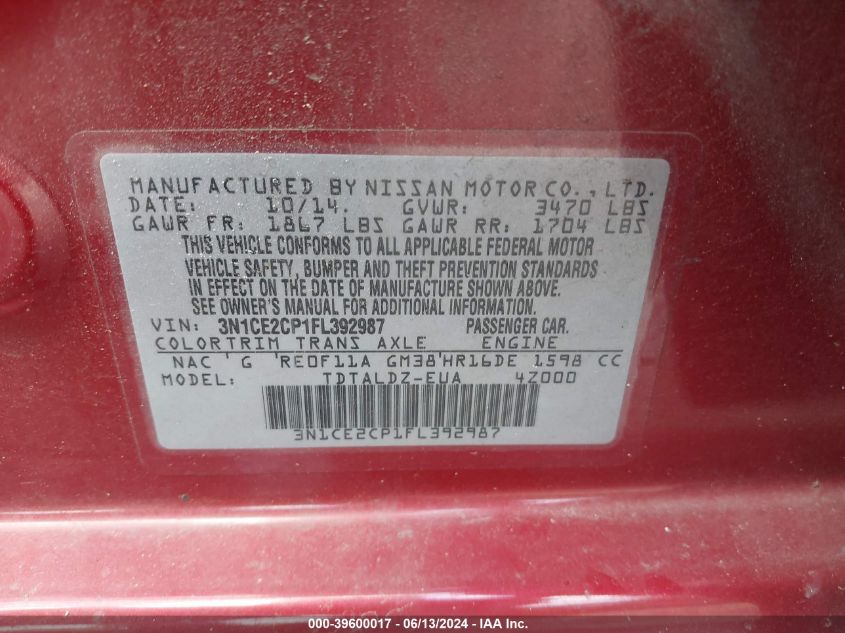 MANUFACTURED BY NISSAN MOTOR CO., LTD.
DATE: 10/14. GVWR: 3470 LBS
GAWR FR: 1867 LBS GAWR RR: 1704 LBS
THIS VEHICLE CONFORMS TO ALL APPLICABLE FEDERAL MOTOR
VEHICLE SAFETY, BUMPER AND THEFT PREVENTION STANDARDS
IN EFFECT ON THE DATE OF MANUFACTURE SHOWN ABOVE.
SEE OWNER'S MANUAL FOR ADDITIONAL INFORMATION.
VIN: 3N1CE2CP1FL392987 PASSENGER CAR.
COLOR TRIM TRANS AXLE ENGINE
NAC ' G 'RE0F11A GM38'HR16DE 1598 CC
MODEL: TDTALDZ-EUA 4Z000
3N1CE2CP1FL392987
000-39600017 - 06/13/2024 - IAA Inc.